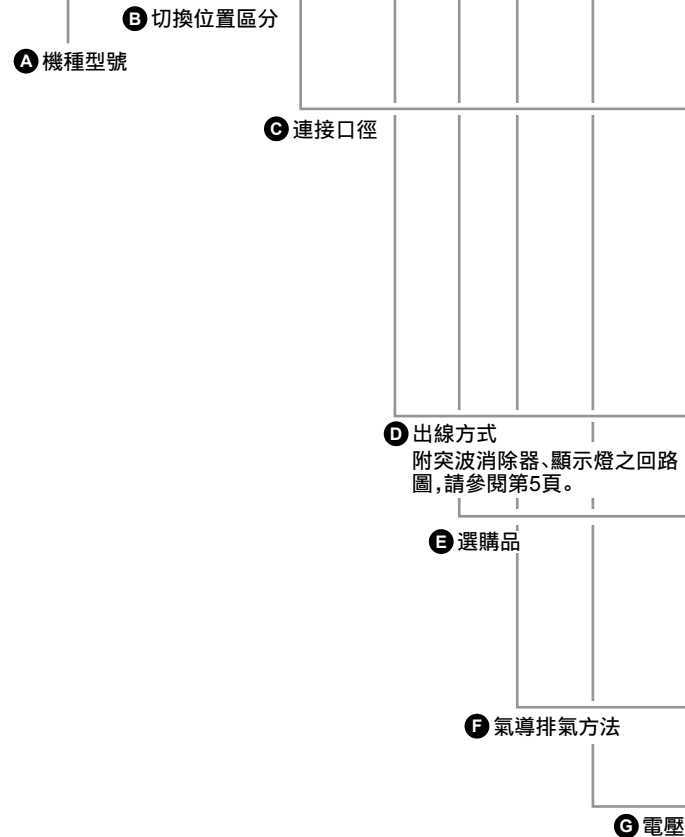 B 切換位置區分
A 機種型號
C 連接口徑
D 出線方式
附突波消除器、顯示燈之回路
圖,請參閱第5頁。
E 選購品
F 氣導排氣方法
G 電壓